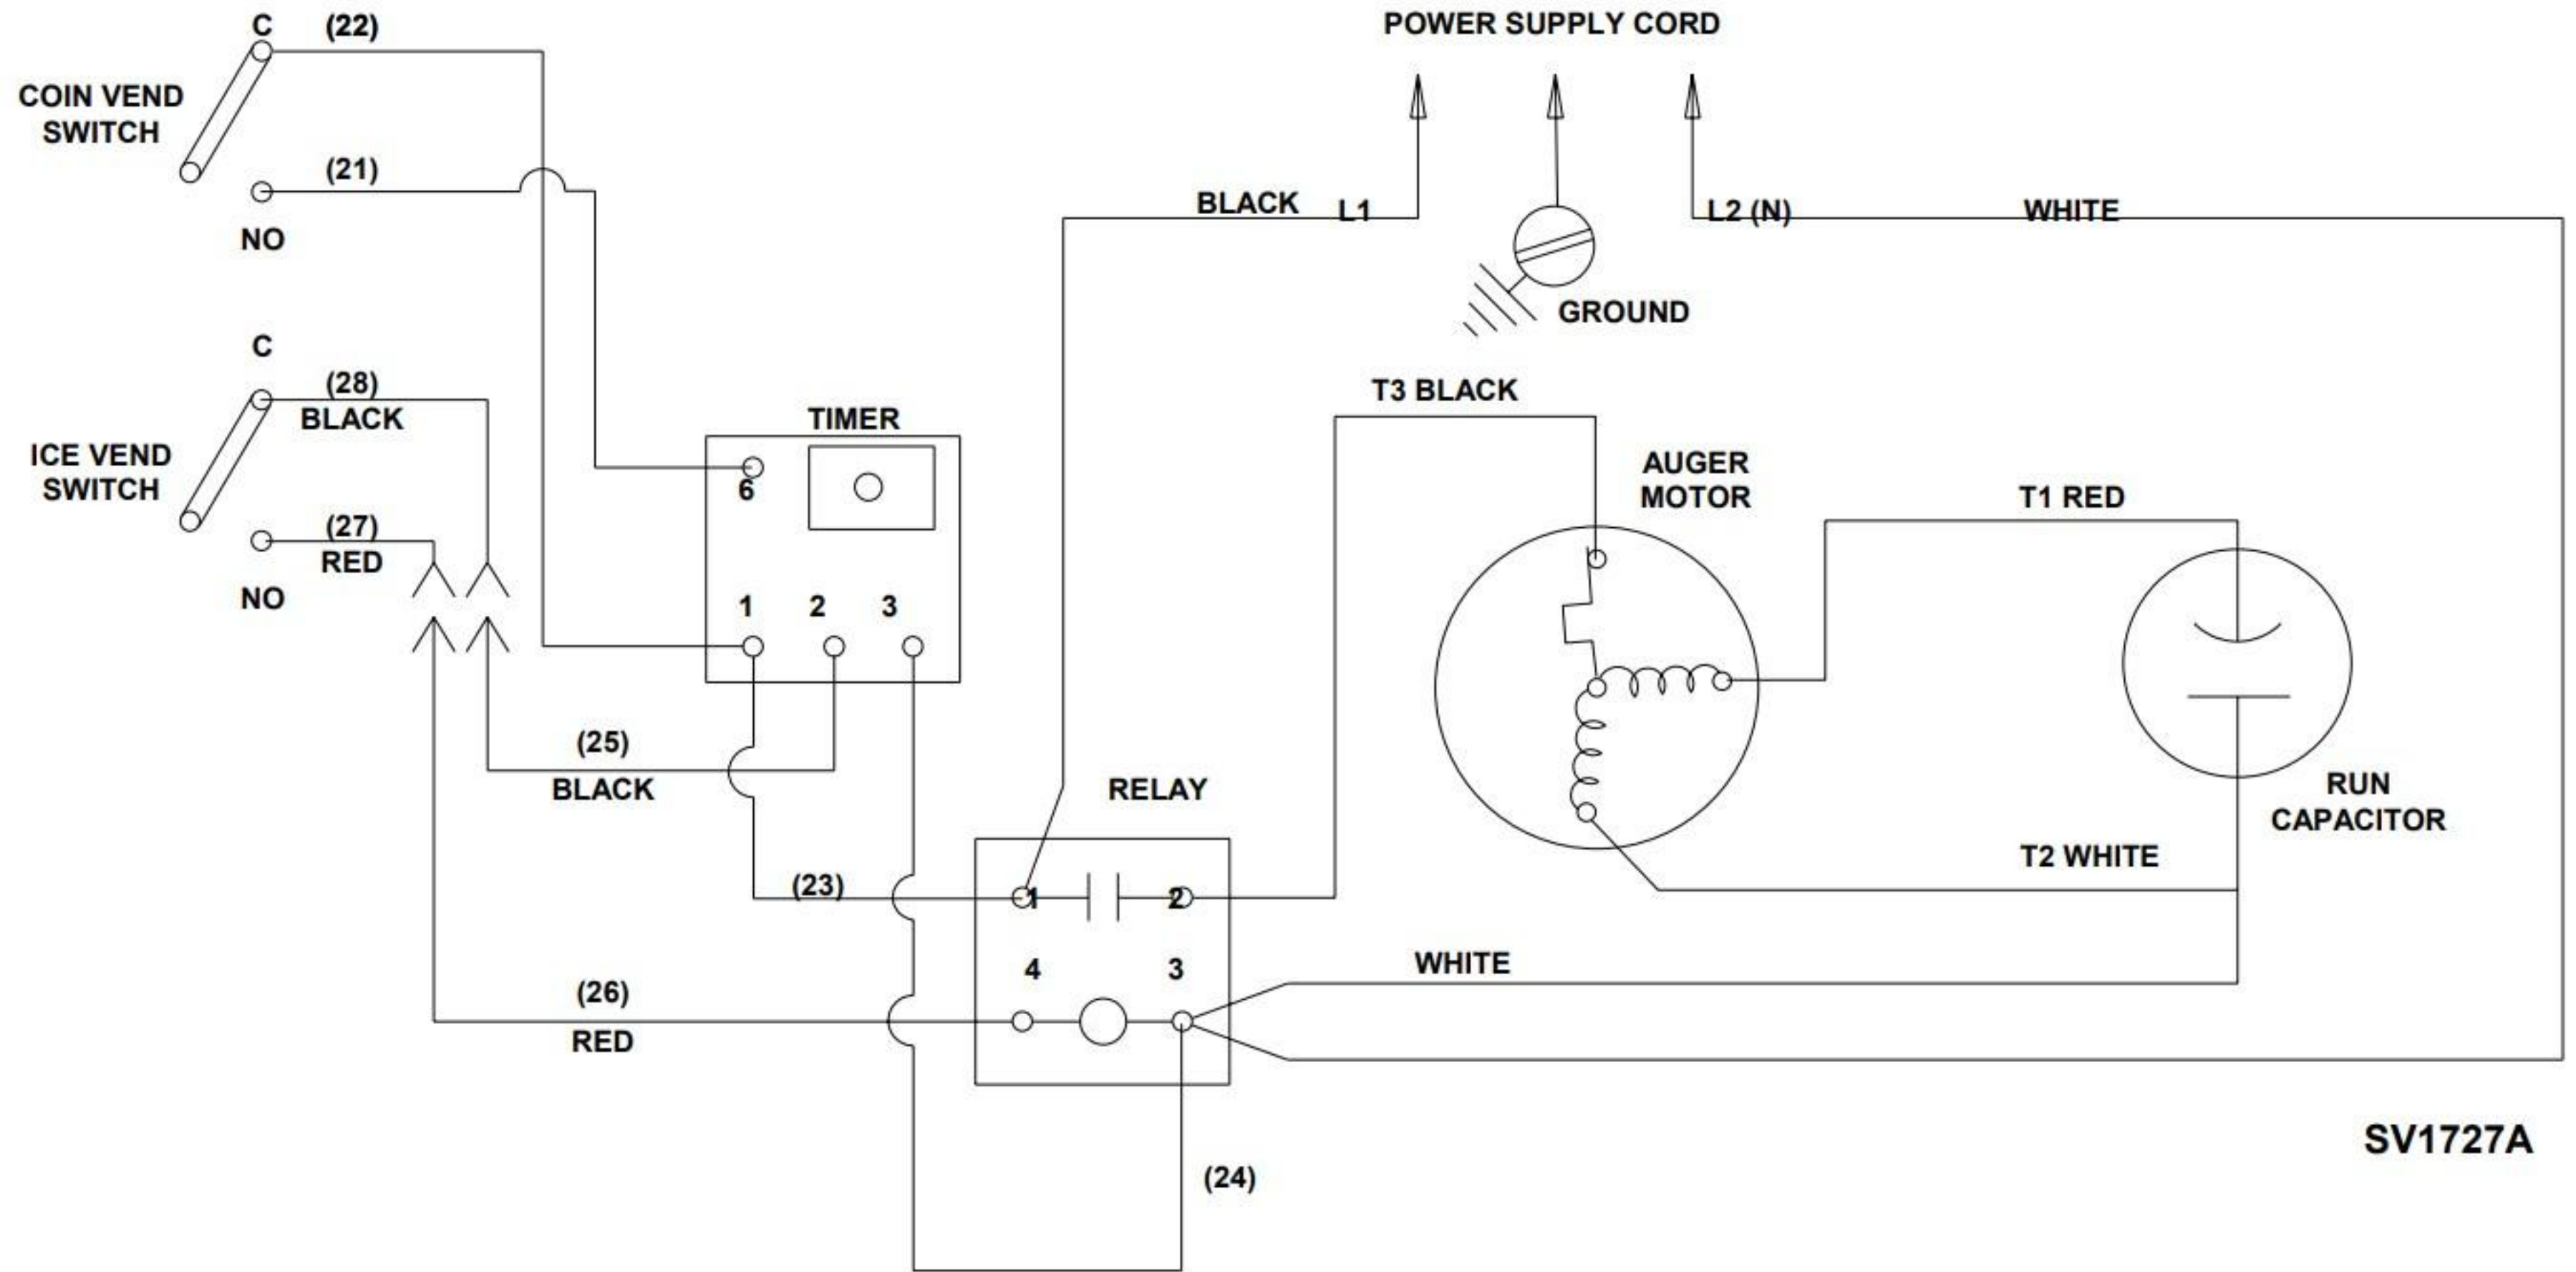 POWER SUPPLY CORD
C
(22)
COIN VEND
SWITCH
(21)
NO
BLACK
L1
L2 (N)
WHITE
GROUND
C
(28)
BLACK
ICE VEND
SWITCH
(27)
RED
NO
TIMER
6
1 2 3
T3 BLACK
AUGER
MOTOR
T1 RED
(25)
BLACK
RELAY
RUN
CAPACITOR
T2 WHITE
(23)
1
2
4
3
WHITE
(26)
RED
(24)
SV1727A